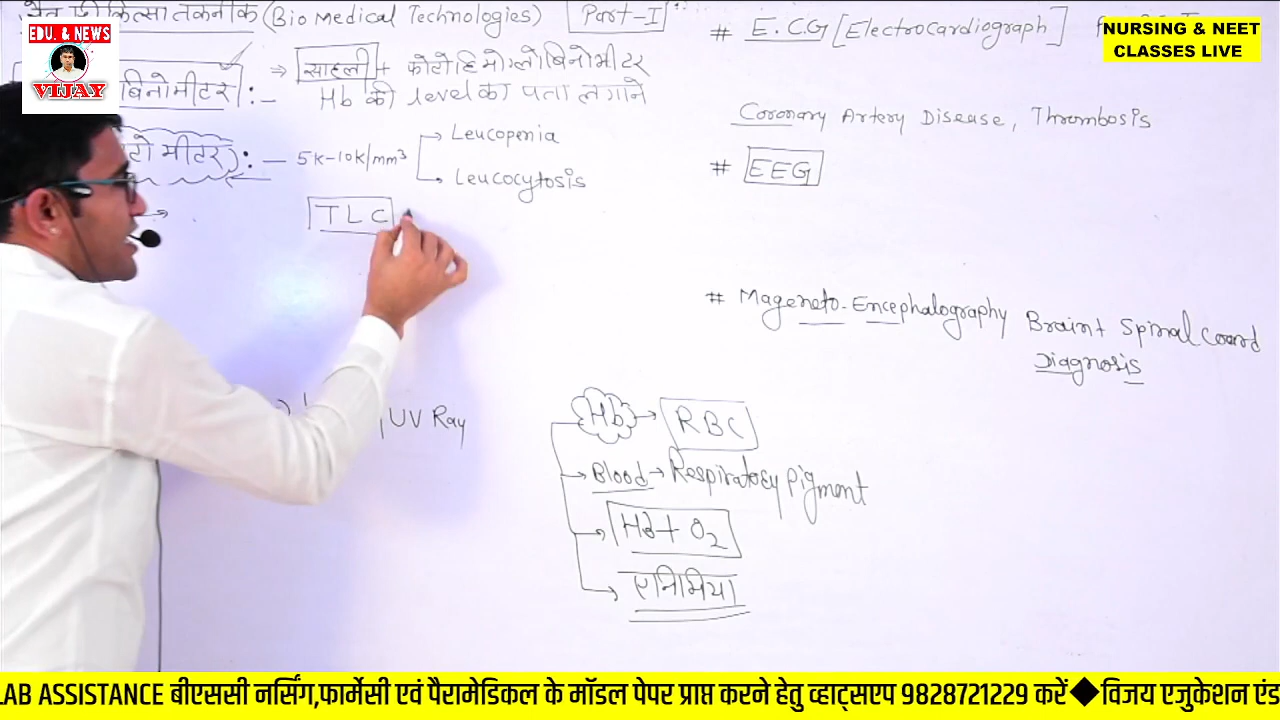 जैव चिकित्सा तकनीक (Bio Medical Technologies) Part-I
# E.C.G [Electrocardiograph]
NURSING & NEET
CLASSES LIVE
EDU. & NEWS
VIJAY
⇒ साहली + फोटोहिमोग्लोबिनोमीटर
बिनोमीटर :-
Hb की level का पता लगाने
Coronary Artery Disease, Thrombosis
टो मीटर) :- 5K-10K/mm³
Leucopenia
Leucocytosis
# EEG
TLC
# Mageneto-Encephalography Brain+ Spinal Coard
Diagnosis
UV Ray
Hb → RBC
Blood → Respiratory pigment
HB + O₂
एनिमिया
LAB ASSISTANCE बीएससी नर्सिंग,फार्मेसी एवं पैरामेडिकल के मॉडल पेपर प्राप्त करने हेतु व्हाट्सएप 9828721229 करें◆विजय एजुकेशन एंड